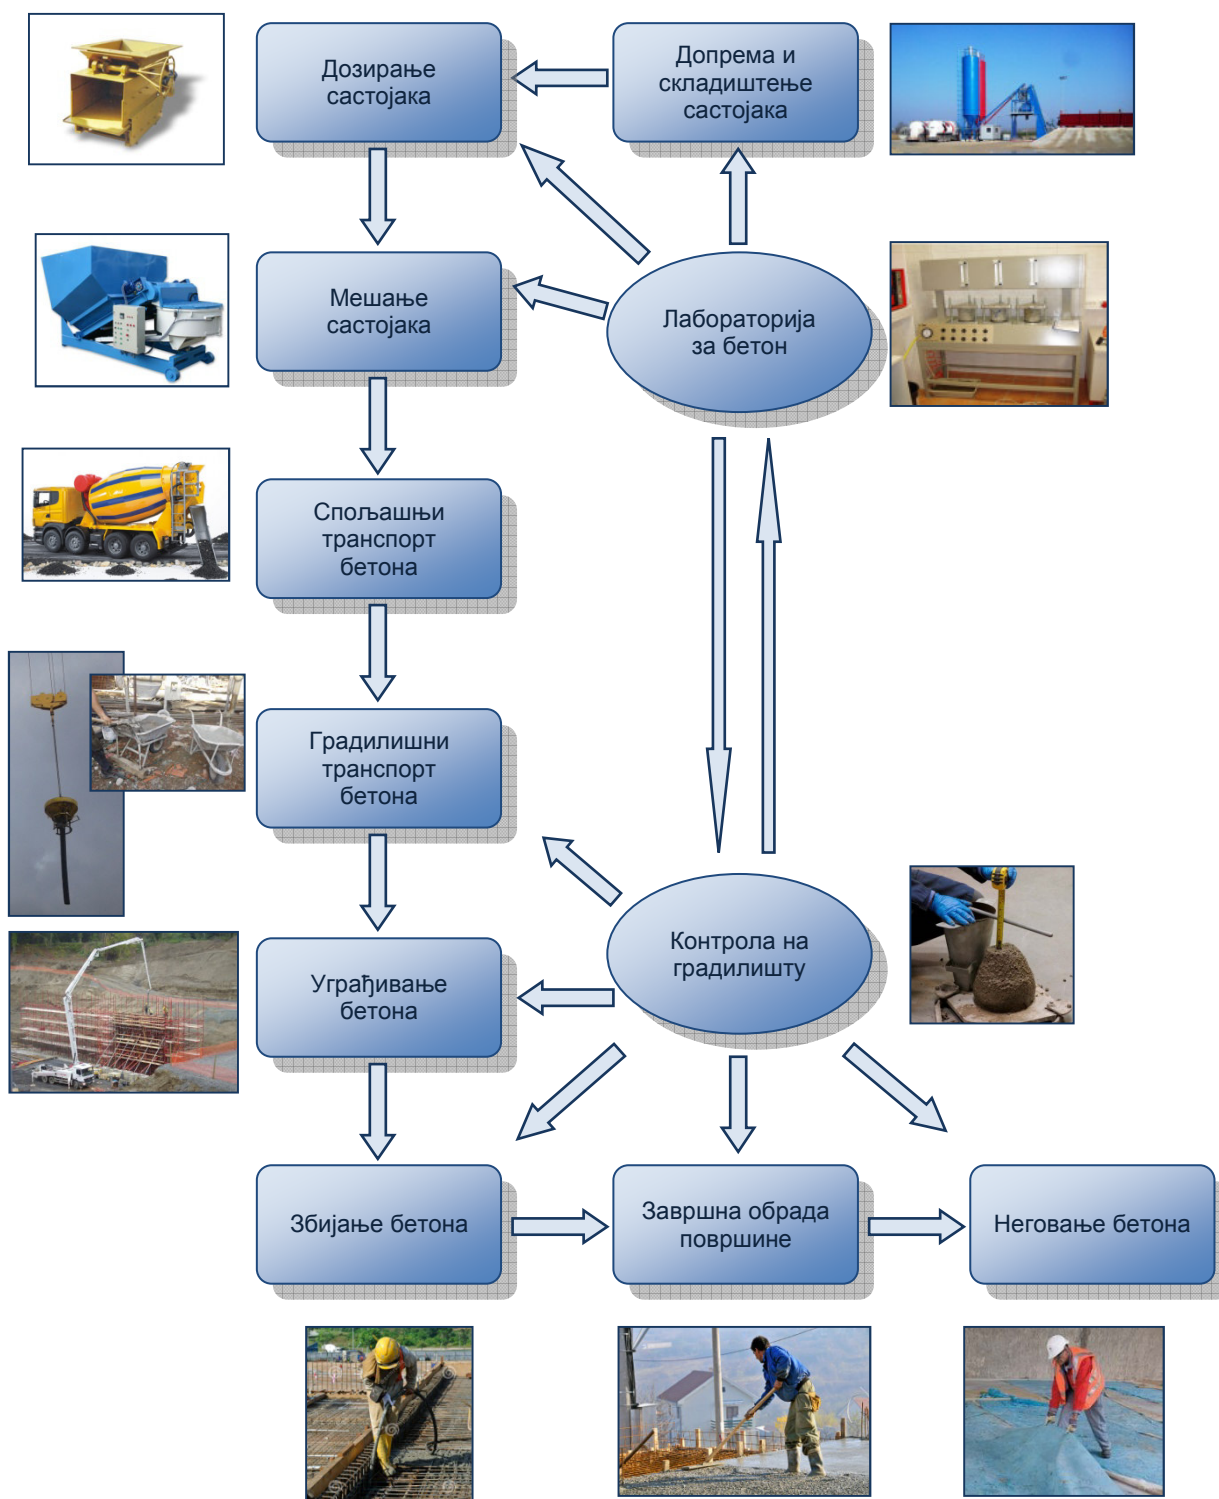 Дозирање
састојака
Допрема и
складиштење
састојака
Мешање
састојака
Лабораторија
за бетон
Спољашњи
транспорт
бетона
Градилишни
транспорт
бетона
Контрола на
градилишту
Уграђивање
бетона
Збијање бетона
Завршна обрада
површине
Неговање бетона